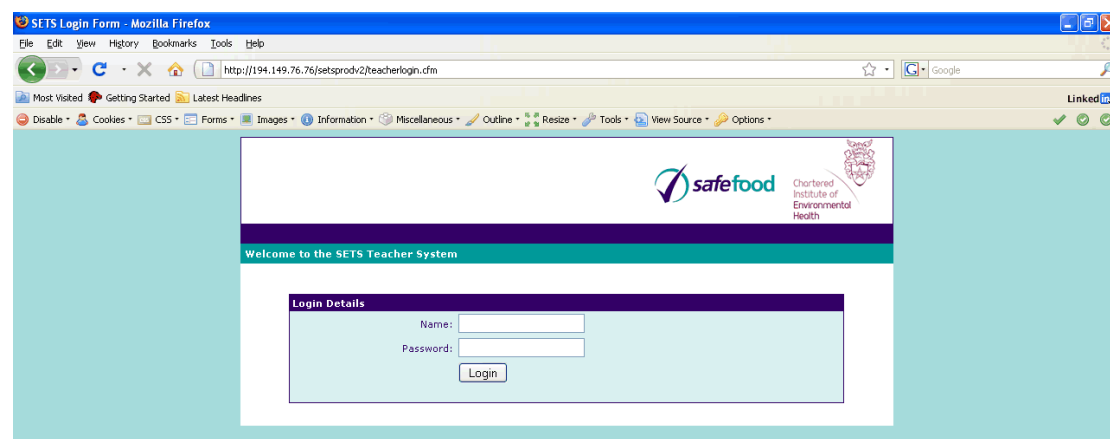 SETS Login Form - Mozilla Firefox
File Edit View History Bookmarks Tools Help
http://194.149.76.76/setsprodv2/teacherlogin.cfm G Google
Most Visited Getting Started Latest Headlines Linked in
Disable Cookies CSS Forms Images Information Miscellaneous Outline Resize Tools View Source Options
safefood
Chartered
Institute of
Environmental
Health
Welcome to the SETS Teacher System
Login Details
Name:
Password:
Login